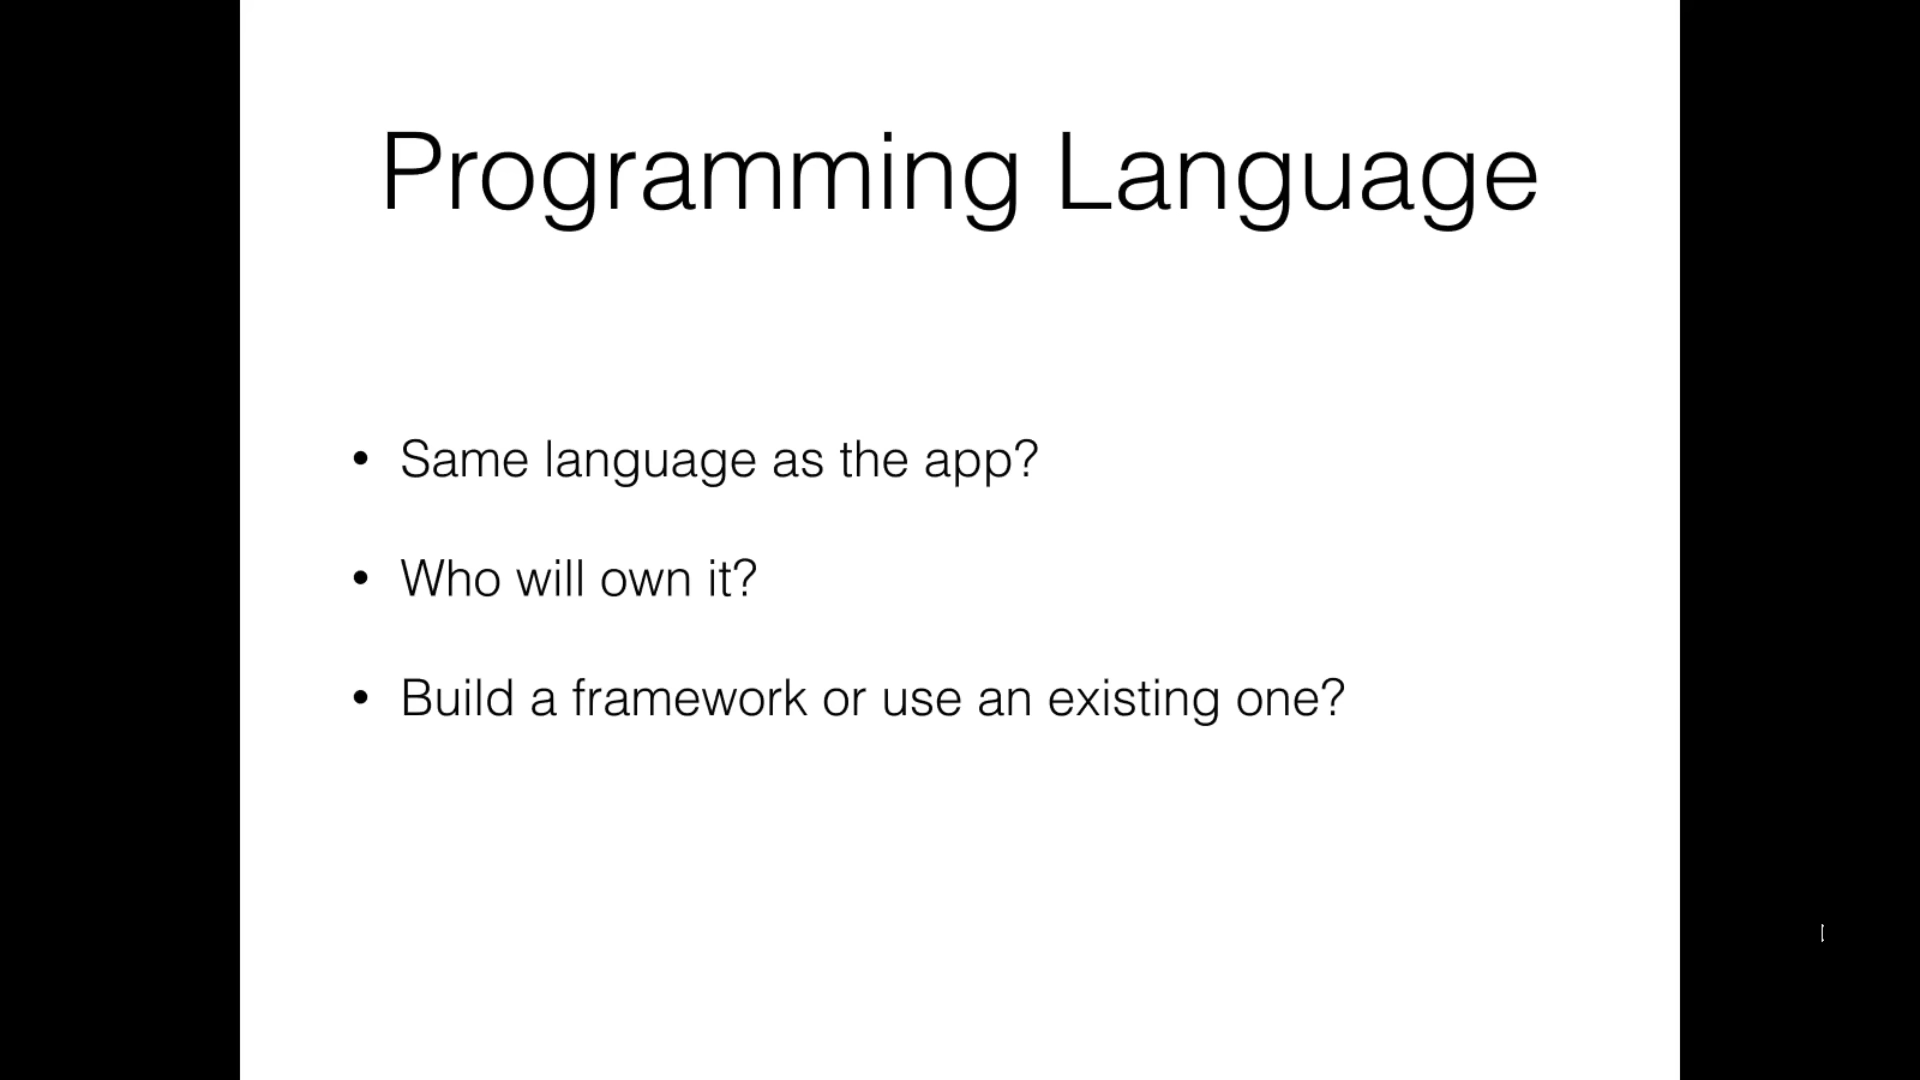 Programming Language
• Same language as the app?
• Who will own it?
• Build a framework or use an existing one?